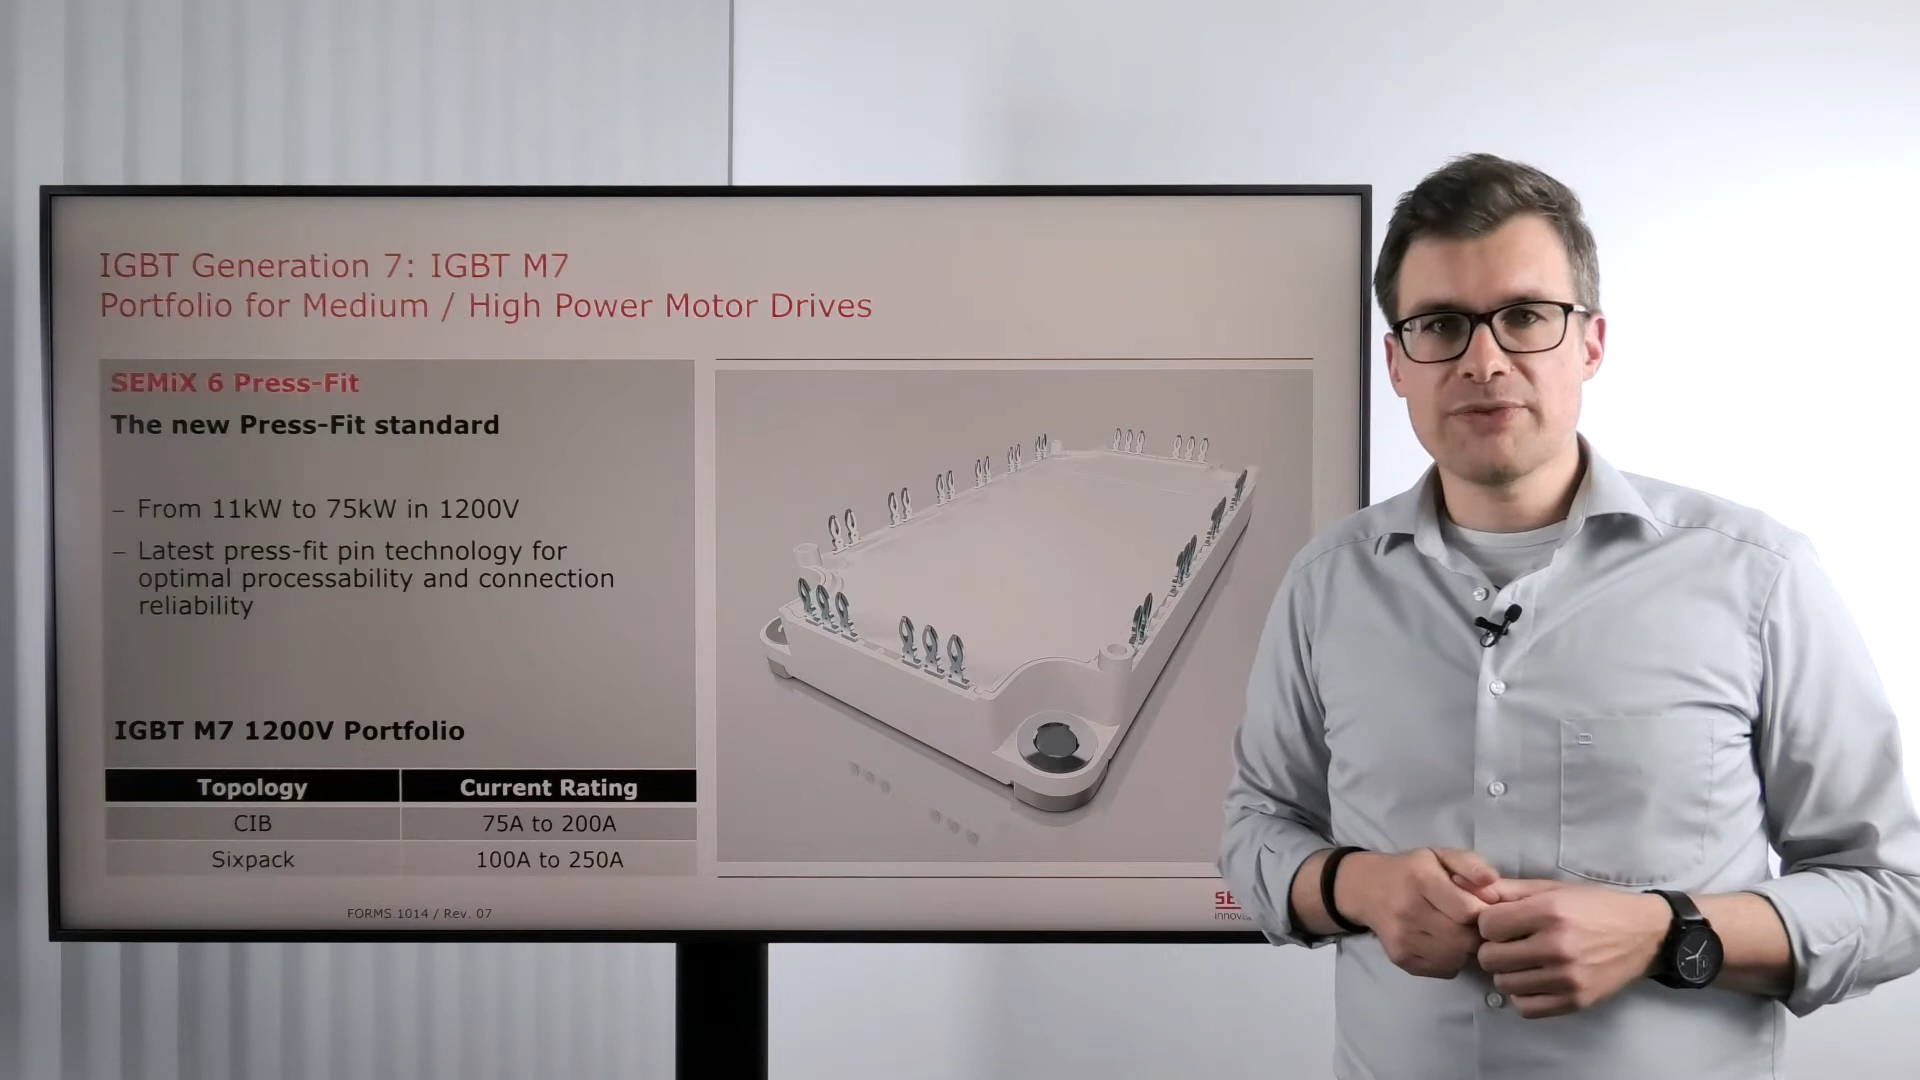 IGBT Generation 7: IGBT M7
Portfolio for Medium / High Power Motor Drives
SEMiX 6 Press-Fit
The new Press-Fit standard
– From 11kW to 75kW in 1200V
– Latest press-fit pin technology for
optimal processability and connection
reliability
IGBT M7 1200V Portfolio
Topology Current Rating
CIB 75A to 200A
Sixpack 100A to 250A
FORMS.1014 / Rev. 07